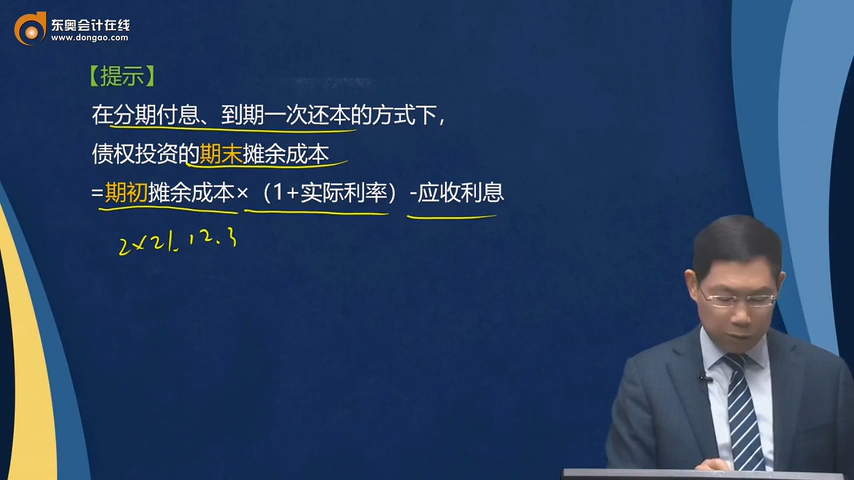 东奥会计在线
www.dongao.com
【提示】
在分期付息、到期一次还本的方式下，
债权投资的期末摊余成本
=期初摊余成本×（1+实际利率）-应收利息
2×21.12.3